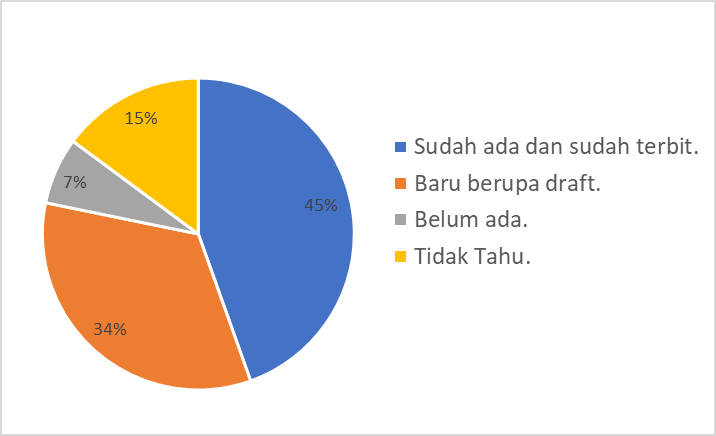 15%
7%
45%
34%
Sudah ada dan sudah terbit.
Baru berupa draft.
Belum ada.
Tidak Tahu.